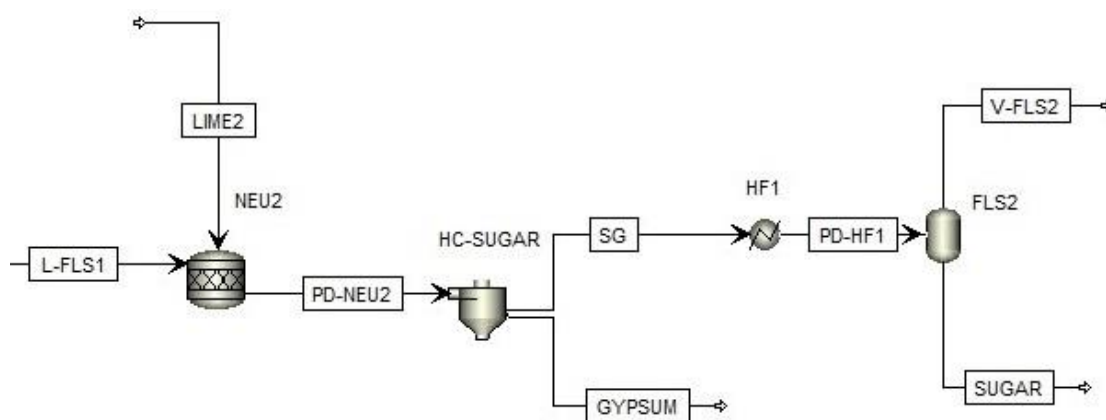 LIME2
NEU2
L-FLS1
PD-NEU2
HC-SUGAR
SG
GYPSUM
HF1
PD-HF1
FLS2
V-FLS2
SUGAR